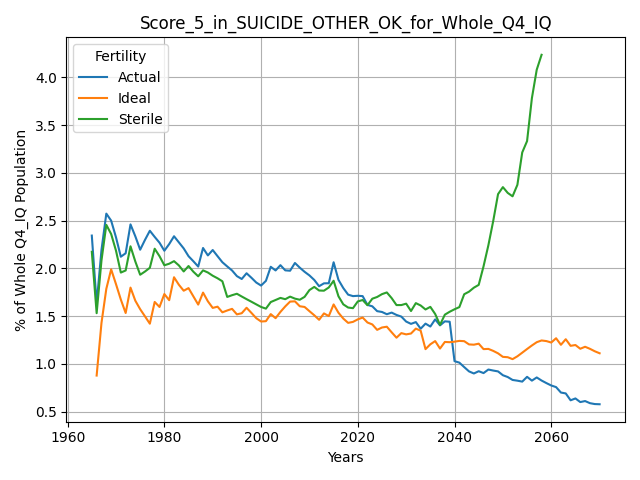 Score_5_in_SUICIDE_OTHER_OK_for_Whole_Q4_IQ
Fertility
Actual
Ideal
Sterile
% of Whole Q4_IQ Population
4.0
3.5
3.0
2.5
2.0
1.5
1.0
0.5
1960
1980
2000
2020
2040
2060
Years